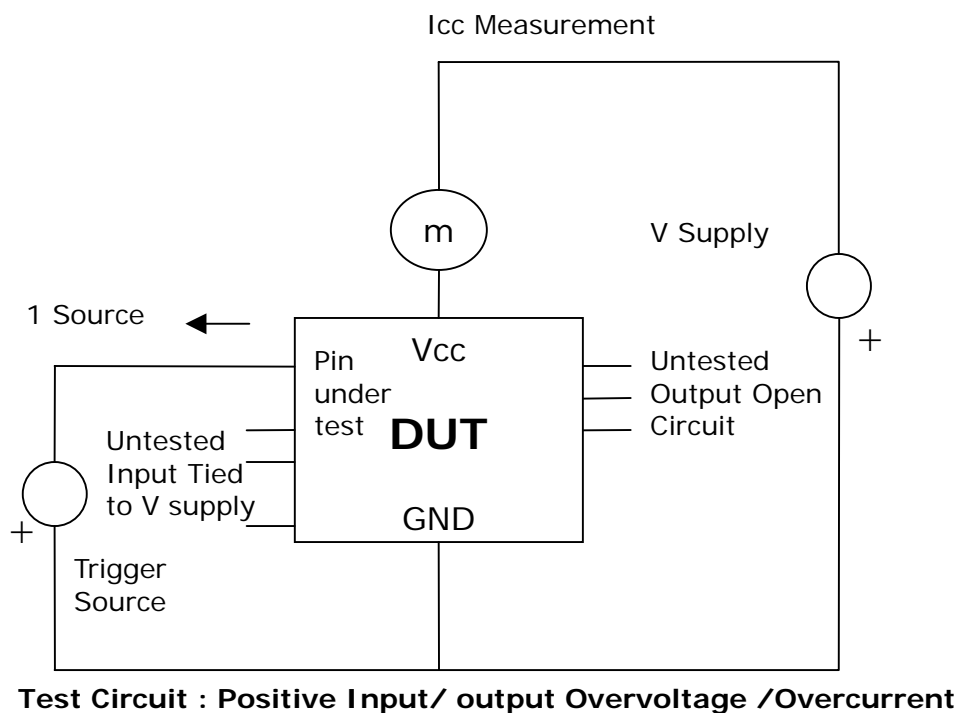 Icc Measurement
m
V Supply
+
1 Source
Vcc
Pin
under
test
DUT
GND
Untested
Output Open
Circuit
Untested
Input Tied
to V supply
+
Trigger
Source
Test Circuit : Positive Input/ output Overvoltage /Overcurrent